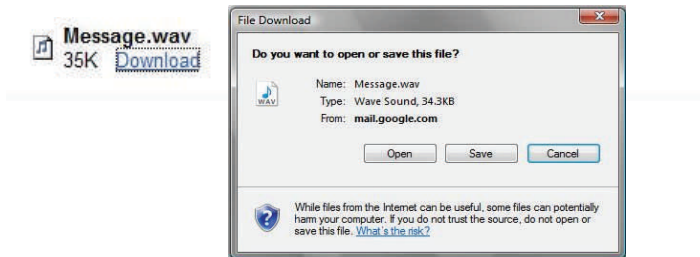 Message.wav
35K Download
File Download
Do you want to open or save this file?
WAV
Name: Message.wav
Type: Wave Sound, 34.3KB
From: mail.google.com
Open Save Cancel
While files from the Internet can be useful, some files can potentially
harm your computer. If you do not trust the source, do not open or
save this file. What's the risk?